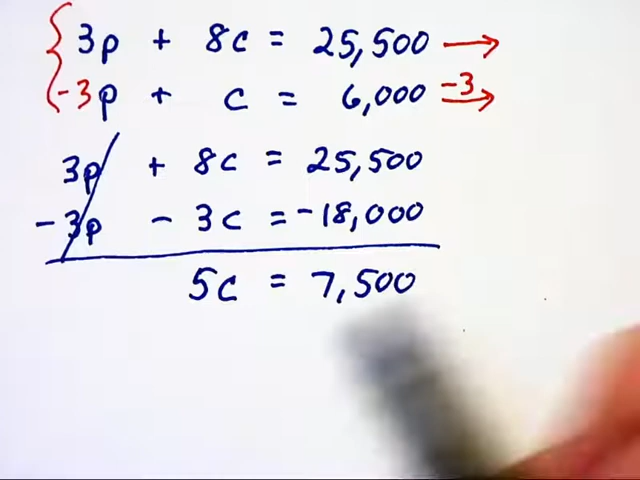 3p + 8c = 25,500 →
-3p + c = 6,000 -3 →
3p + 8c = 25,500
-3p - 3c = -18,000
5c = 7,500